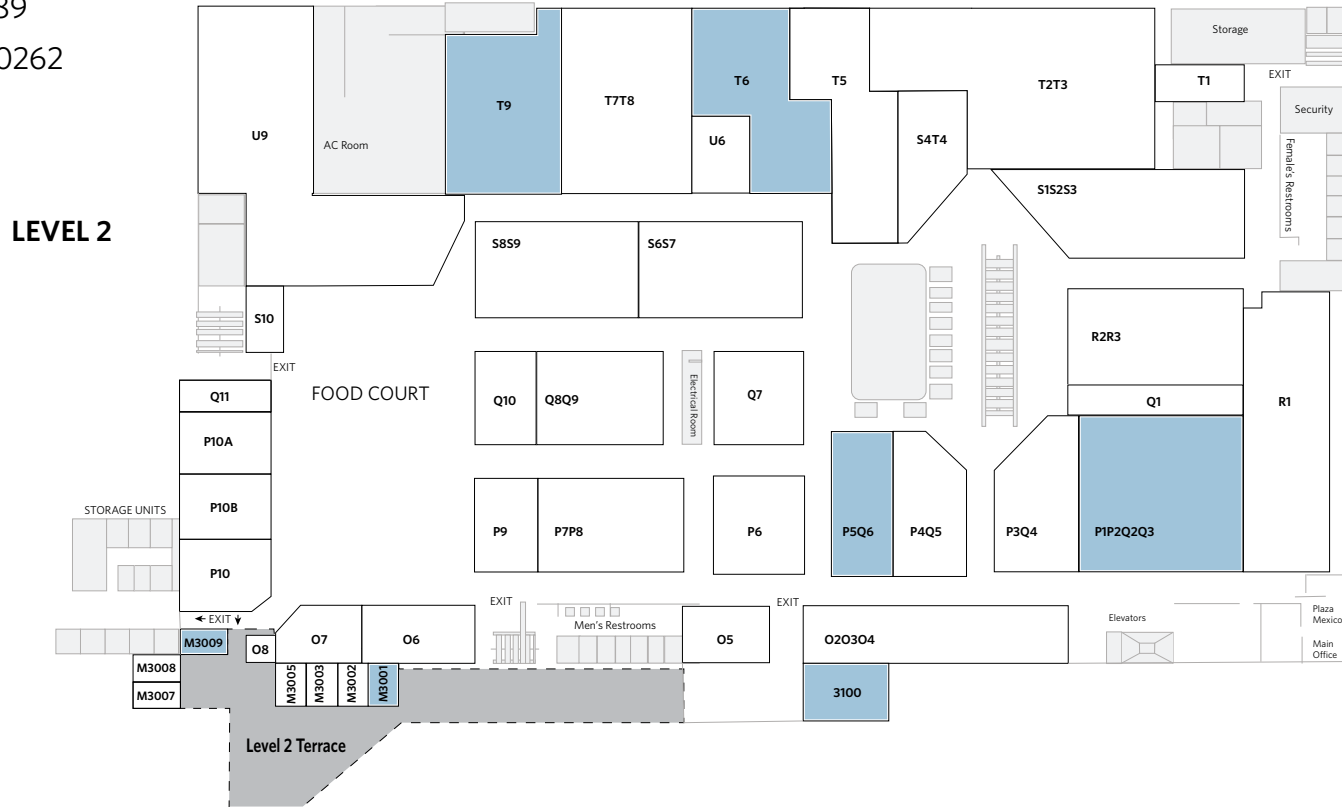 39
0262
LEVEL 2
Storage
EXIT
Security
Female's Restrooms
T1
T2T3
T5
T6
T7T8
T9
U9
AC Room
U6
S4T4
S1S2S3
S8S9
S6S7
S10
EXIT
FOOD COURT
Q11
Q10
Q8Q9
Electrical Room
Q7
R2R3
Q1
R1
P10A
P10B
P10
STORAGE UNITS
P9
P7P8
P6
P5Q6
P4Q5
P3Q4
P1P2Q2Q3
EXIT
EXIT
EXIT
Men's Restrooms
Elevators
Plaza
Mexico
Main
Office
M3009
O8
O7
O6
O5
O2O3O4
M3008
M3007
M3005
M3003
M3002
M3001
3100
Level 2 Terrace